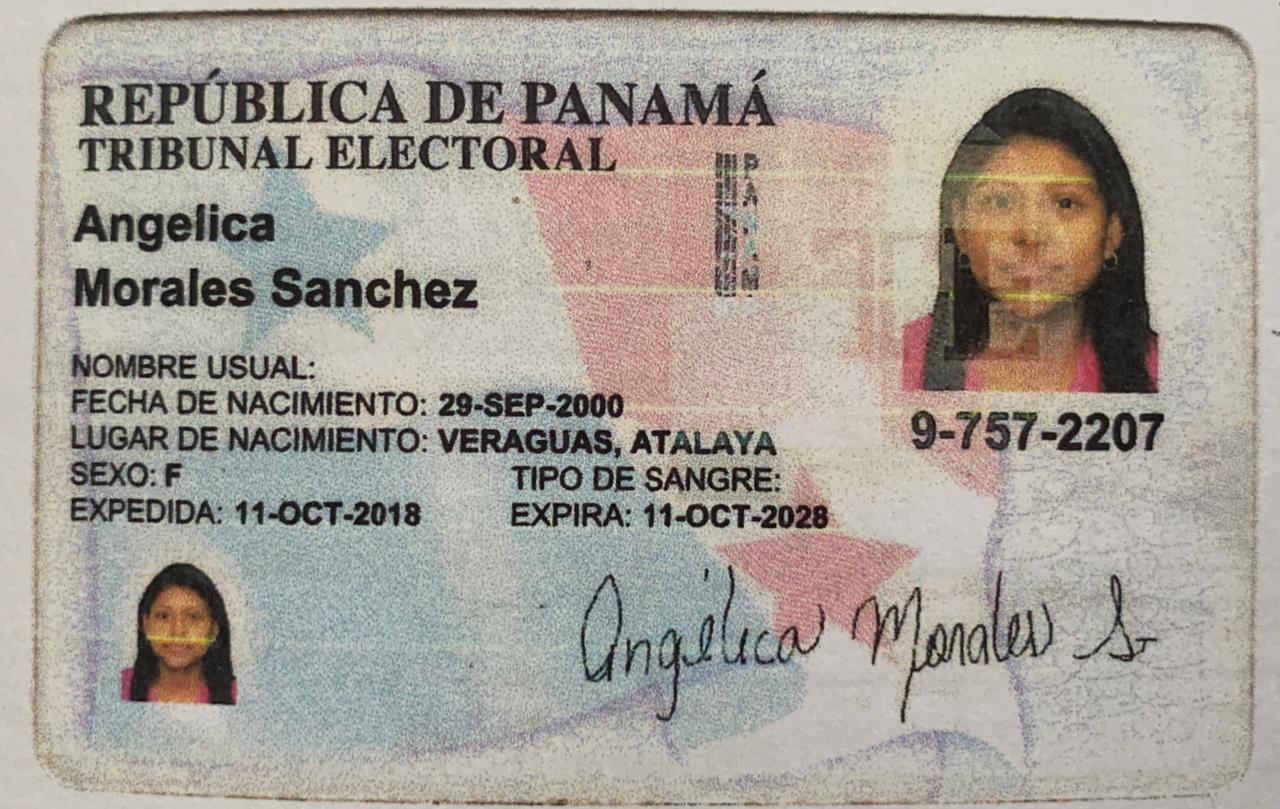 REPÚBLICA DE PANAMÁ
TRIBUNAL ELECTORAL
Angelica
Morales Sanchez
PANAMÁ
NOMBRE USUAL:
FECHA DE NACIMIENTO: 29-SEP-2000
LUGAR DE NACIMIENTO: VERAGUAS, ATALAYA
SEXO: F TIPO DE SANGRE:
EXPEDIDA: 11-OCT-2018 EXPIRA: 11-OCT-2028
9-757-2207
Angélica Morales S.